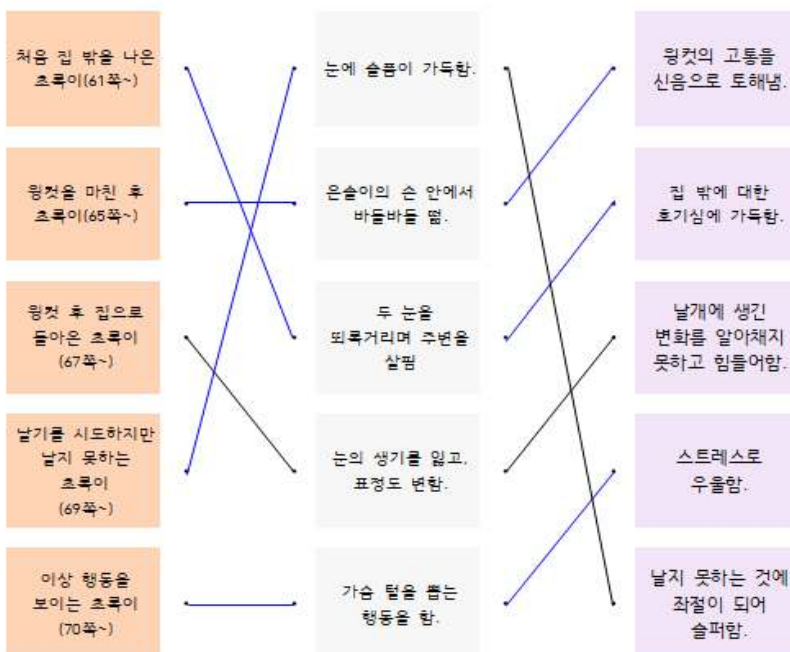 처음 집 밖을 나온
초록이(61쪽~)
눈에 슬픔이 가득함.
윙컷의 고통을
신음으로 토해냄.
윙컷을 마친 후
초록이(65쪽~)
은솔이의 손 안에서
바들바들 떪.
집 밖에 대한
호기심에 가득함.
윙컷 후 집으로
돌아온 초록이
(67쪽~)
두 눈을
뙤록거리며 주변을
살핌
날개에 생긴
변화를 알아채지
못하고 힘들어함.
날기를 시도하지만
날지 못하는
초록이
(69쪽~)
눈의 생기를 잃고,
표정도 변함.
스트레스로
우울함.
이상 행동을
보이는 초록이
(70쪽~)
가슴 털을 뽑는
행동을 함.
날지 못하는 것에
좌절이 되어
슬퍼함.